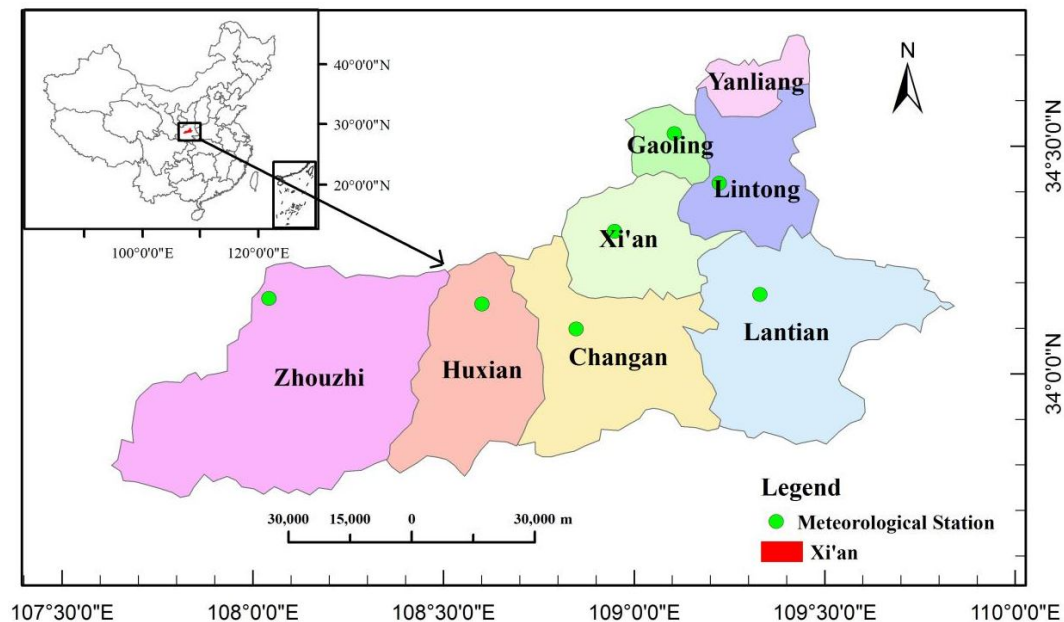 40°0'0"N
30°0'0"N
20°0'0"N
100°0'0"E
120°0'0"E
N
Yanliang
Gaoling
Lintong
Xi'an
Zhouzhi
Huxian
Changan
Lantian
34°30'0"N
34°0'0"N
30,000
15,000
0
30,000 m
Legend
Meteorological Station
Xi'an
107°30'0"E
108°0'0"E
108°30'0"E
109°0'0"E
109°30'0"E
110°0'0"E